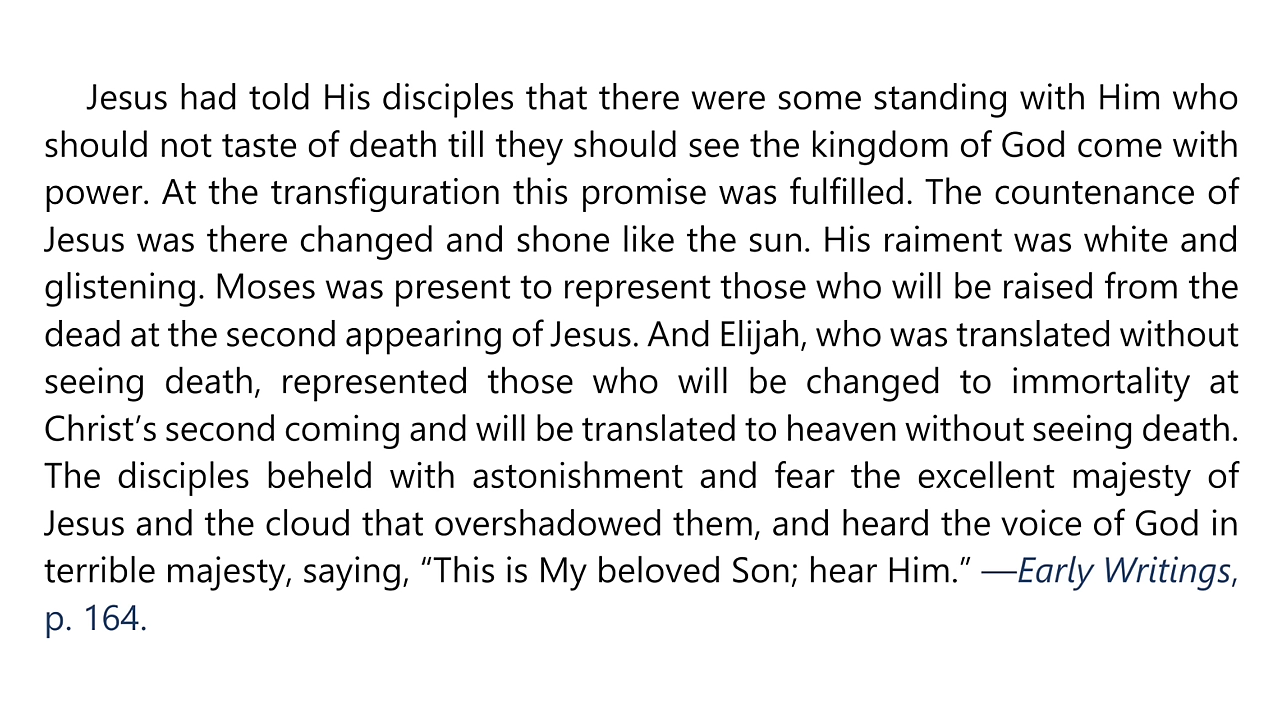 Jesus had told His disciples that there were some standing with Him who
should not taste of death till they should see the kingdom of God come with
power. At the transfiguration this promise was fulfilled. The countenance of
Jesus was there changed and shone like the sun. His raiment was white and
glistening. Moses was present to represent those who will be raised from the
dead at the second appearing of Jesus. And Elijah, who was translated without
seeing death, represented those who will be changed to immortality at
Christ’s second coming and will be translated to heaven without seeing death.
The disciples beheld with astonishment and fear the excellent majesty of
Jesus and the cloud that overshadowed them, and heard the voice of God in
terrible majesty, saying, “This is My beloved Son; hear Him.” —Early Writings,
p. 164.